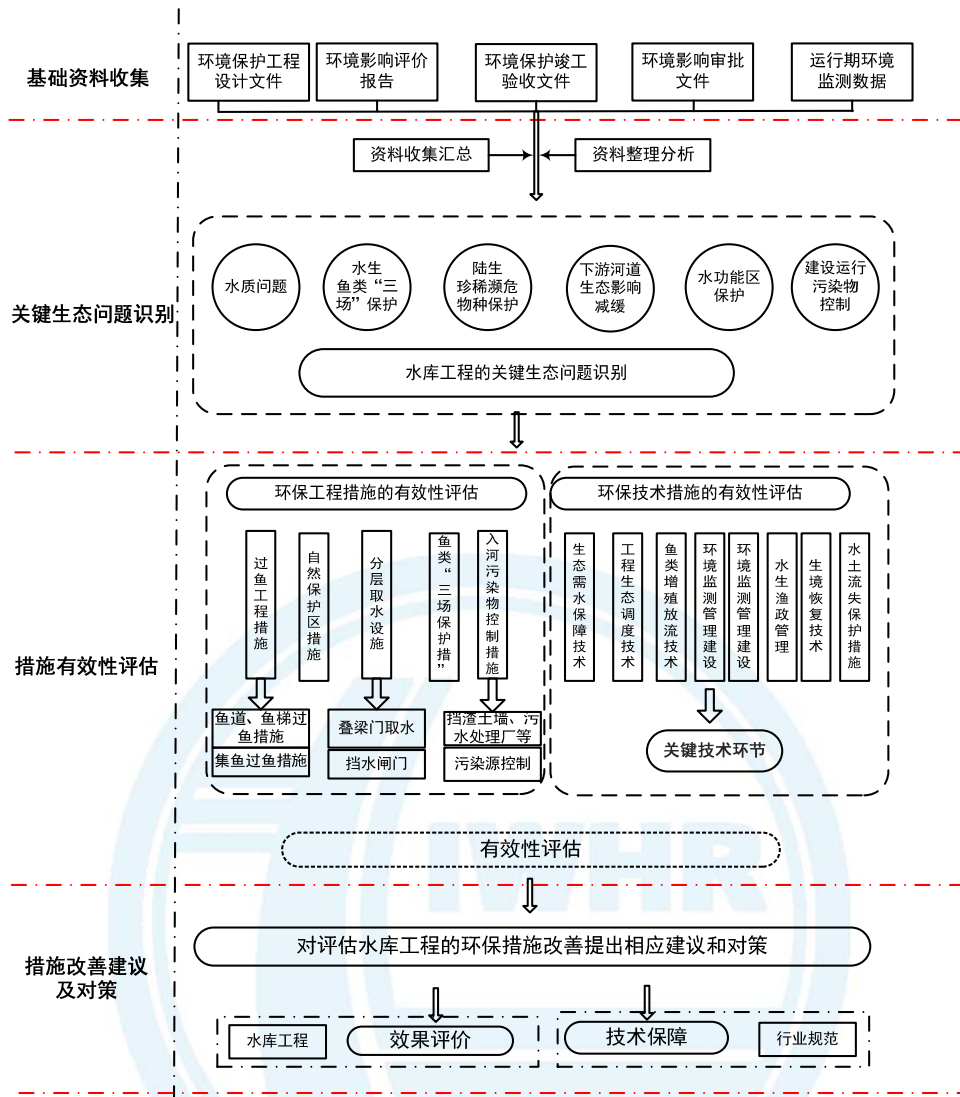 基础资料收集
环境保护工程
设计文件
环境影响评价
报告
环境保护竣工
验收文件
环境影响审批
文件
运行期环境
监测数据
资料收集汇总
资料整理分析
关键生态问题识别
水质问题
水生
鱼类“三
场”保护
陆生
珍稀濒危
物种保护
下游河道
生态影响
减缓
水功能区
保护
建设运行
污染物
控制
水库工程的关键生态问题识别
措施有效性评估
环保工程措施的有效性评估
过鱼工程措施
自然保护区措施
分层取水设施
鱼类“三场保护措”
入河污染物控制措施
鱼道、鱼梯过
鱼措施
集鱼过鱼措施
叠梁门取水
挡水闸门
挡渣土墙、污
水处理厂等
污染源控制
环保技术措施的有效性评估
生态需水保障技术
工程生态调度技术
鱼类增殖放流技术
环境监测管理建设
环境监测管理建设
水生渔政管理
生境恢复技术
水土流失保护措施
关键技术环节
有效性评估
IWHR
措施改善建议
及对策
对评估水库工程的环保措施改善提出相应建议和对策
水库工程
效果评价
技术保障
行业规范